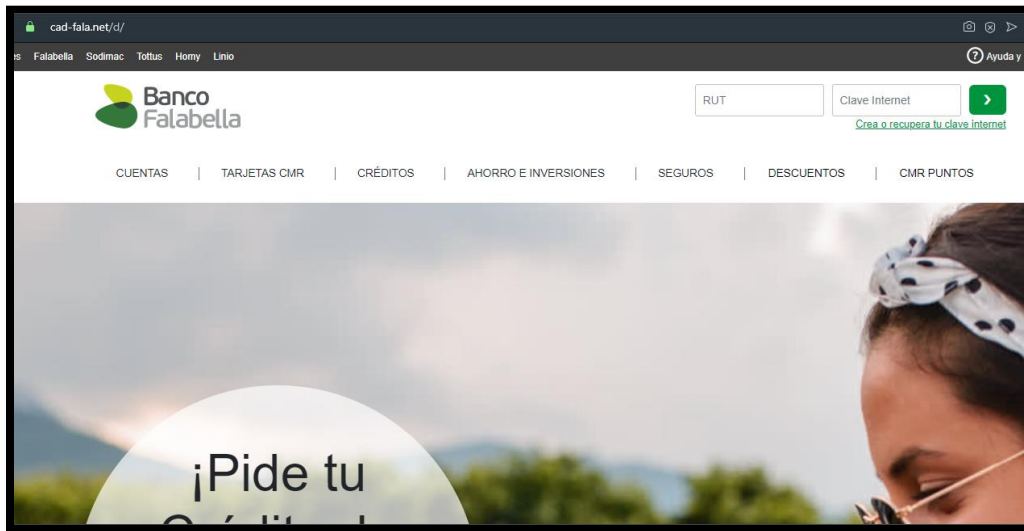 cad-fala.net/d/
es Falabella Sodimac Tottus Homy Linio Ayuda y
Banco
Falabella
RUT Clave Internet
Crea o recupera tu clave internet
CUENTAS | TARJETAS CMR | CRÉDITOS | AHORRO E INVERSIONES | SEGUROS | DESCUENTOS | CMR PUNTOS
¡Pide tu